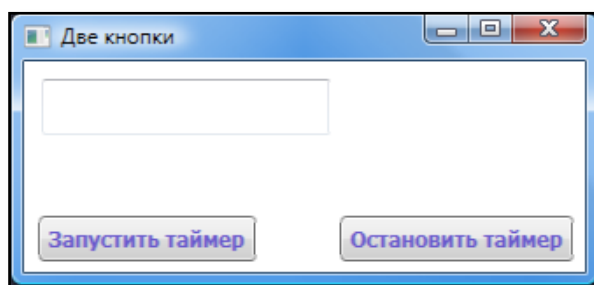 Две кнопки
Запустить таймер
Остановить таймер